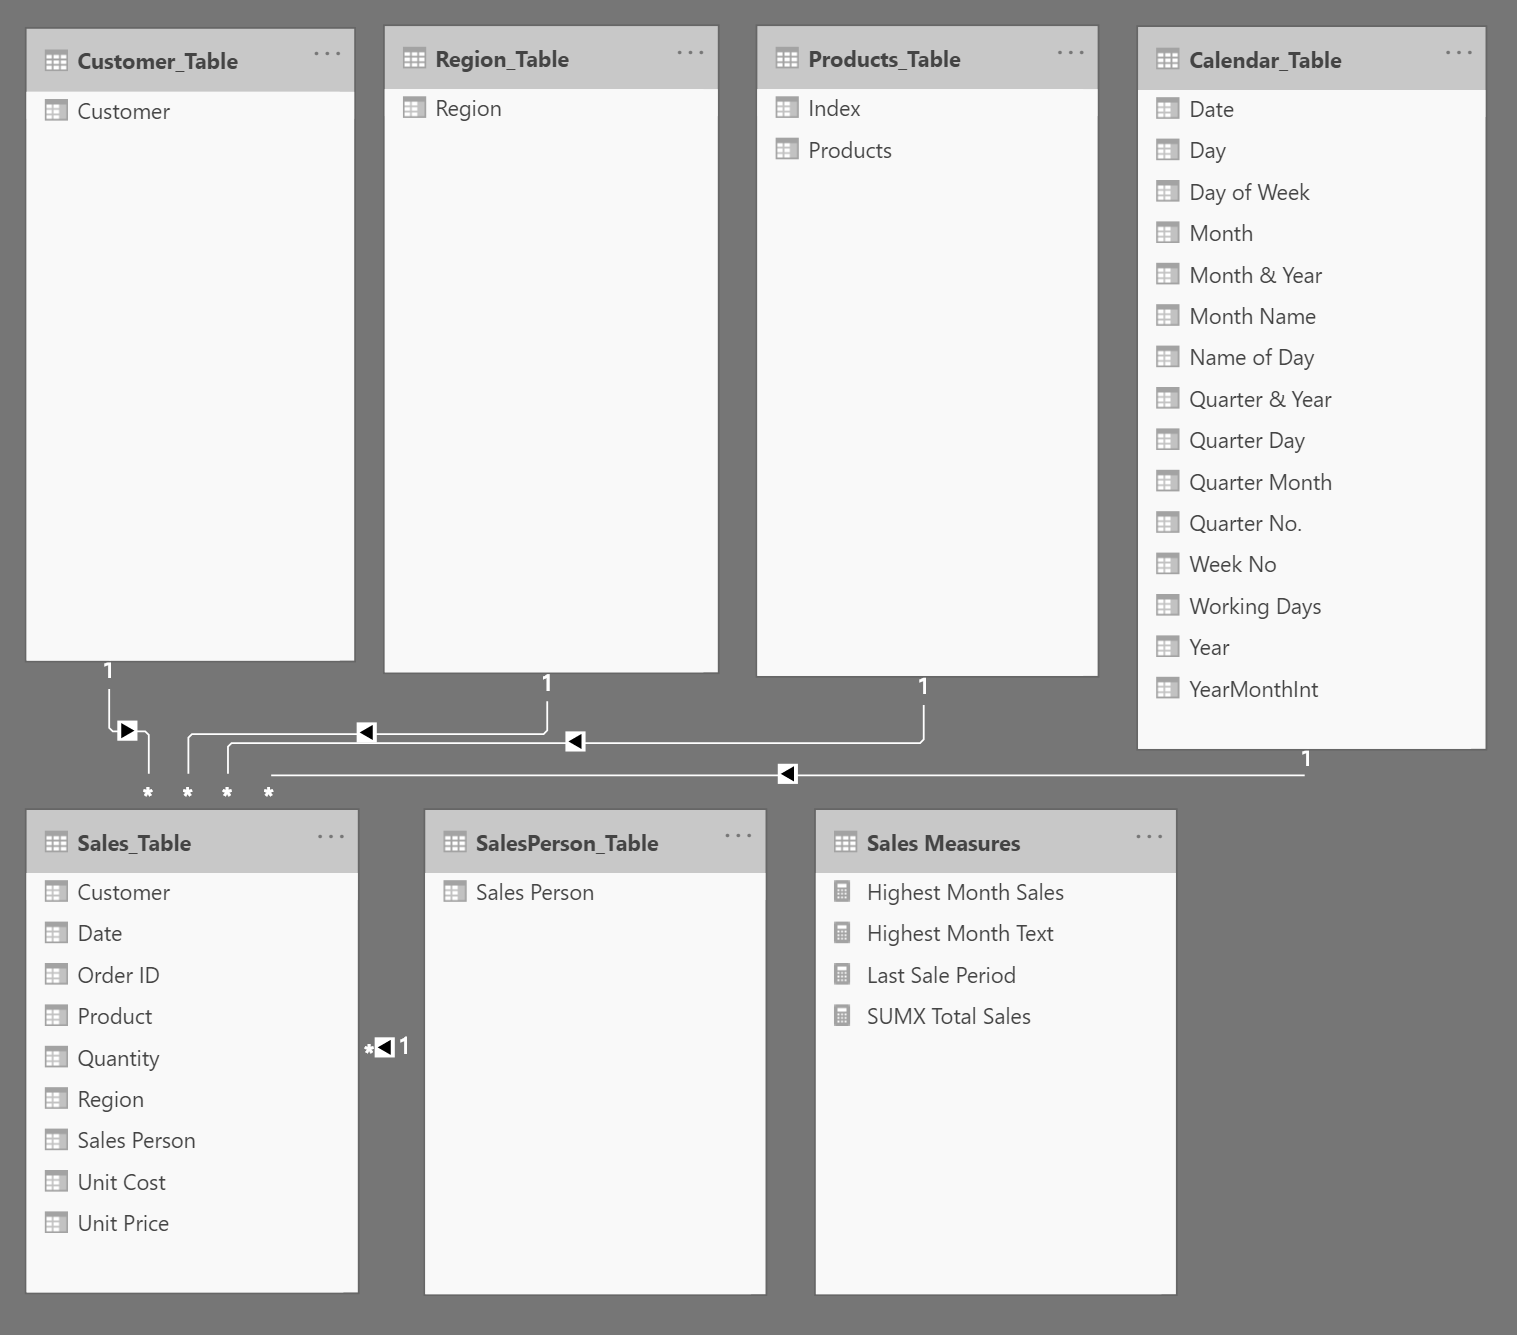 Customer_Table
Customer
Region_Table
Region
Products_Table
Index
Products
Calendar_Table
Date
Day
Day of Week
Month
Month & Year
Month Name
Name of Day
Quarter & Year
Quarter Day
Quarter Month
Quarter No.
Week No
Working Days
Year
YearMonthInt
1
1
1
1
*
*
*
*
Sales_Table
Customer
Date
Order ID
Product
Quantity
Region
Sales Person
Unit Cost
Unit Price
* 1
SalesPerson_Table
Sales Person
Sales Measures
Highest Month Sales
Highest Month Text
Last Sale Period
SUMX Total Sales